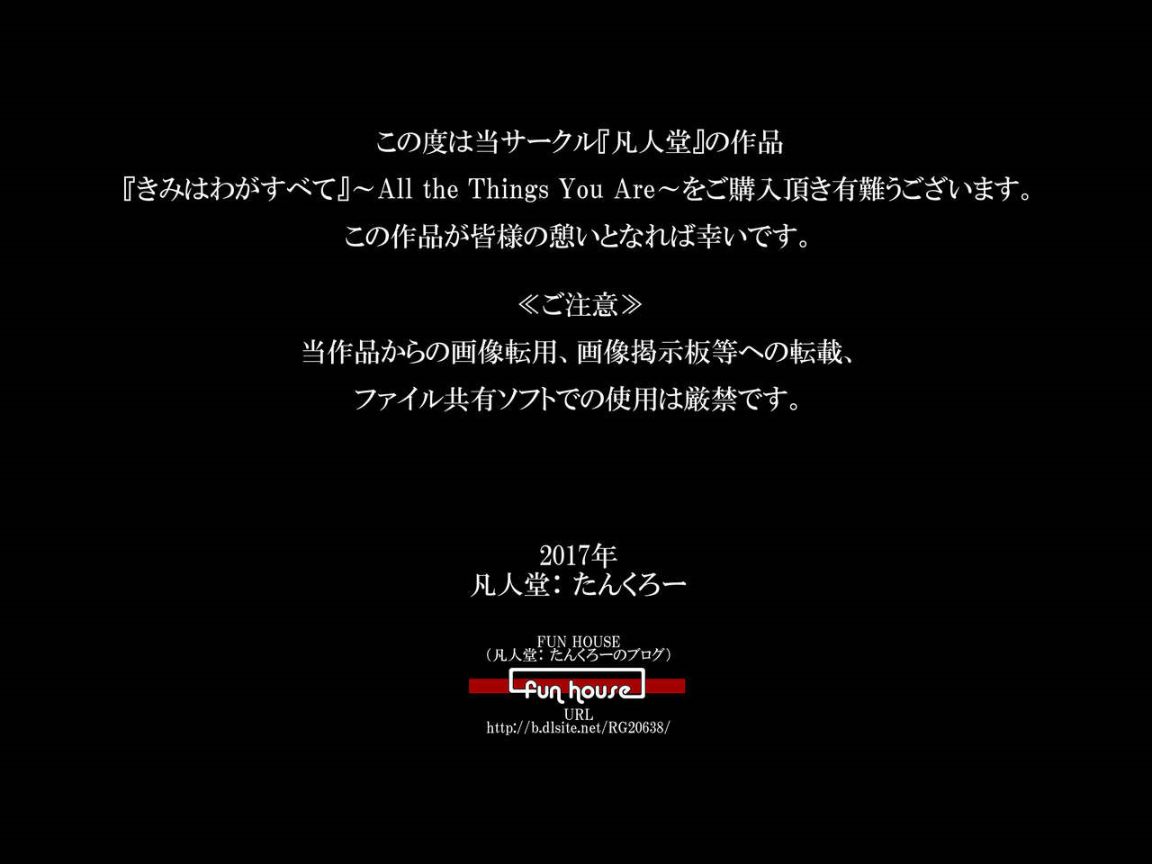 この度は当サークル『凡人堂』の作品
『きみはわがすべて』～All the Things You Are～をご購入頂き有難うございます。
この作品が皆様の憩いとなれば幸いです。
≪ご注意≫
当作品からの画像転用、画像掲示板等への転載、
ファイル共有ソフトでの使用は厳禁です。
2017年
凡人堂：たんくろー
FUN HOUSE
（凡人堂：たんくろーのブログ）
fun house
URL
http://b.dlsite.net/RG20638/